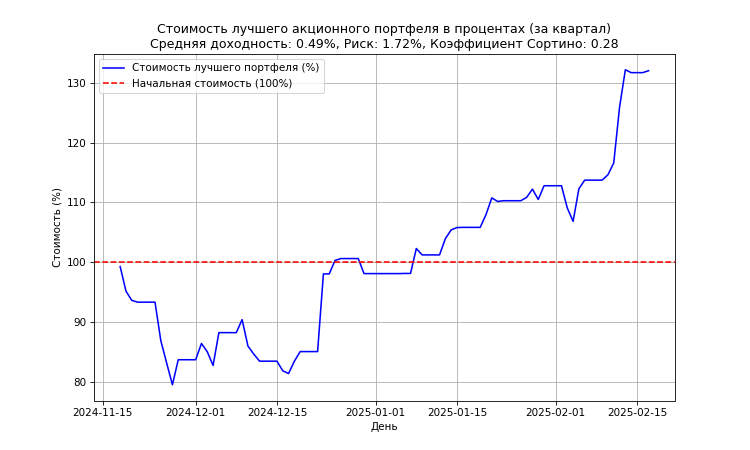 Стоимость лучшего акционного портфеля в процентах (за квартал)
Средняя доходность: 0.49%, Риск: 1.72%, Коэффициент Сортино: 0.28
Стоимость лучшего портфеля (%)
Начальная стоимость (100%)
Стоимость (%)
130
120
110
100
90
80
2024-11-15 2024-12-01 2024-12-15 2025-01-01 2025-01-15 2025-02-01 2025-02-15
День